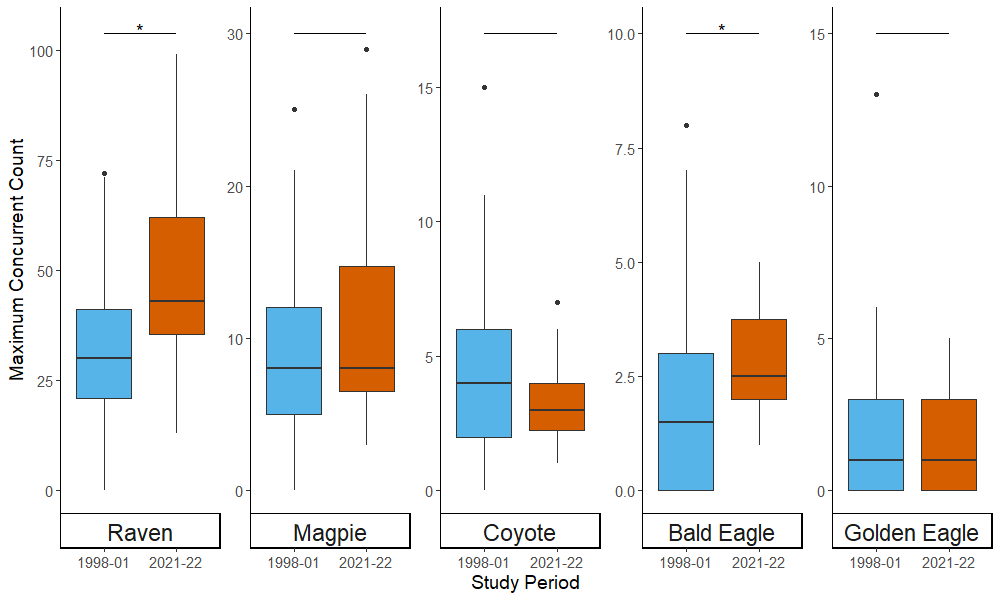 Maximum Concurrent Count
* *
100 75 50 25 0
30 20 10 0
15 10 5 0
10.0 7.5 5.0 2.5 0.0
15 10 5 0
Raven Magpie Coyote Bald Eagle Golden Eagle
1998-01 2021-22 1998-01 2021-22 1998-01 2021-22 1998-01 2021-22 1998-01 2021-22
Study Period